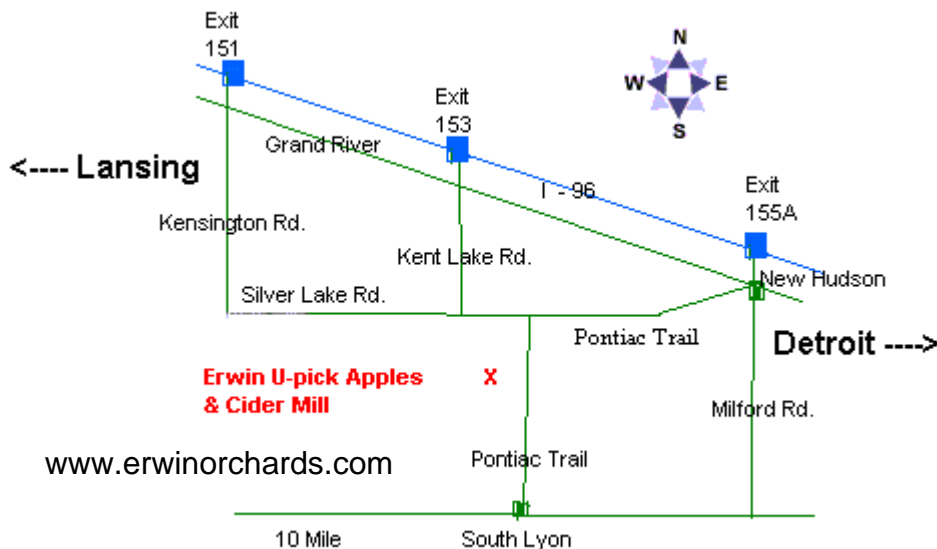 Exit
151
N
W E
S
Exit
153
Grand River
<---- Lansing
I - 96
Exit
155A
Kensington Rd.
Kent Lake Rd.
New Hudson
Silver Lake Rd.
Pontiac Trail
Detroit ---->
Erwin U-pick Apples X
& Cider Mill
Milford Rd.
www.erwinorchards.com
Pontiac Trail
10 Mile
South Lyon